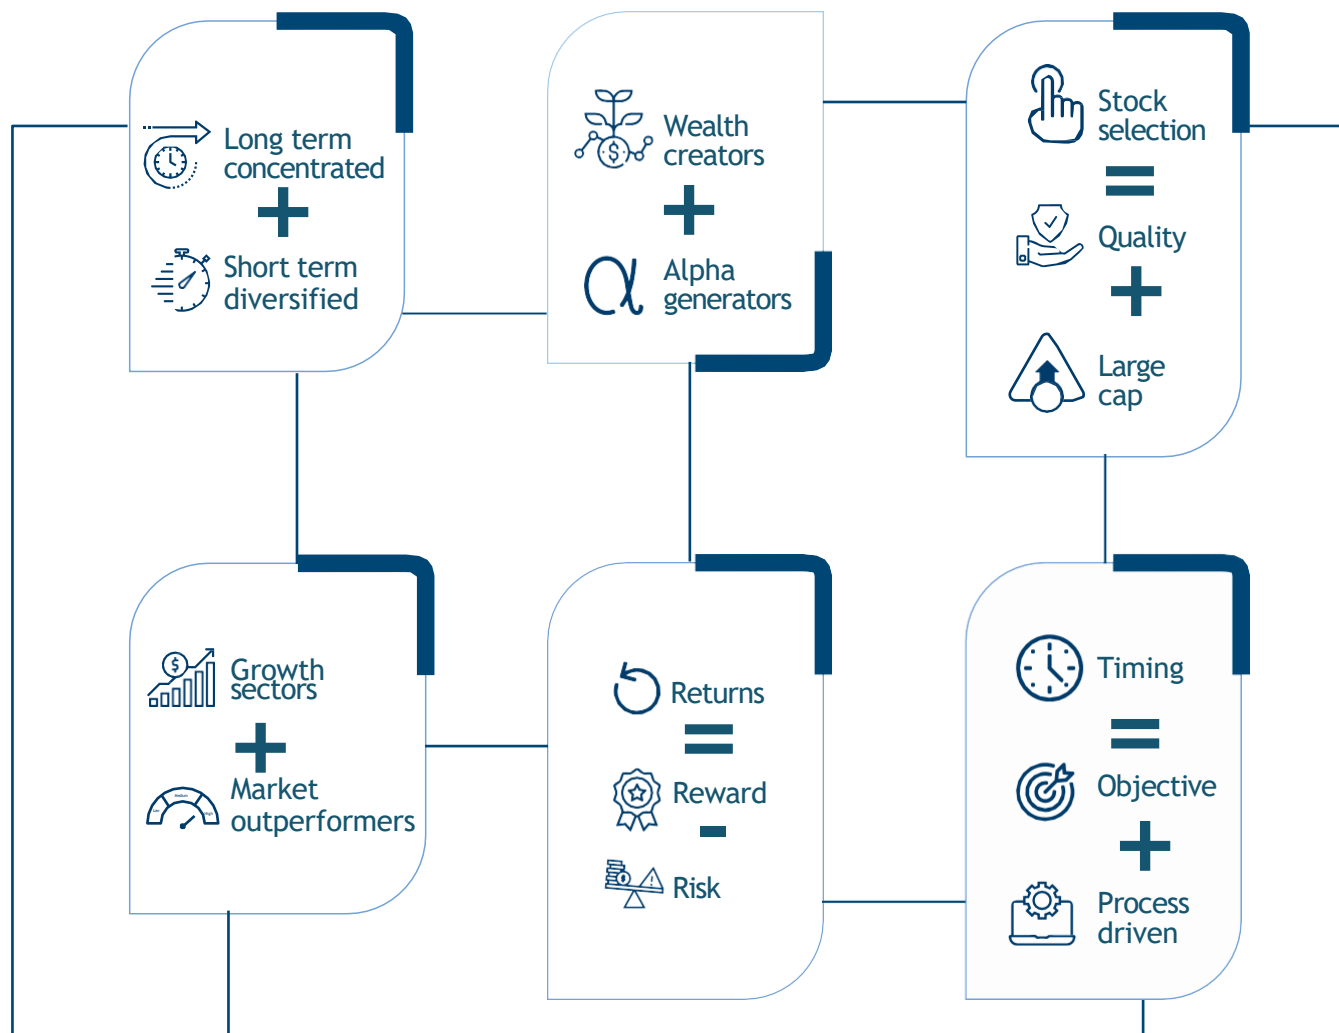 Long term
concentrated
+
Short term
diversified
Wealth
creators
+
α
Alpha
generators
Stock
selection
=
Quality
+
Large
cap
$
Growth
sectors
+
Market
outperformers
Returns
=
Reward
-
Risk
Timing
=
Objective
+
Process
driven